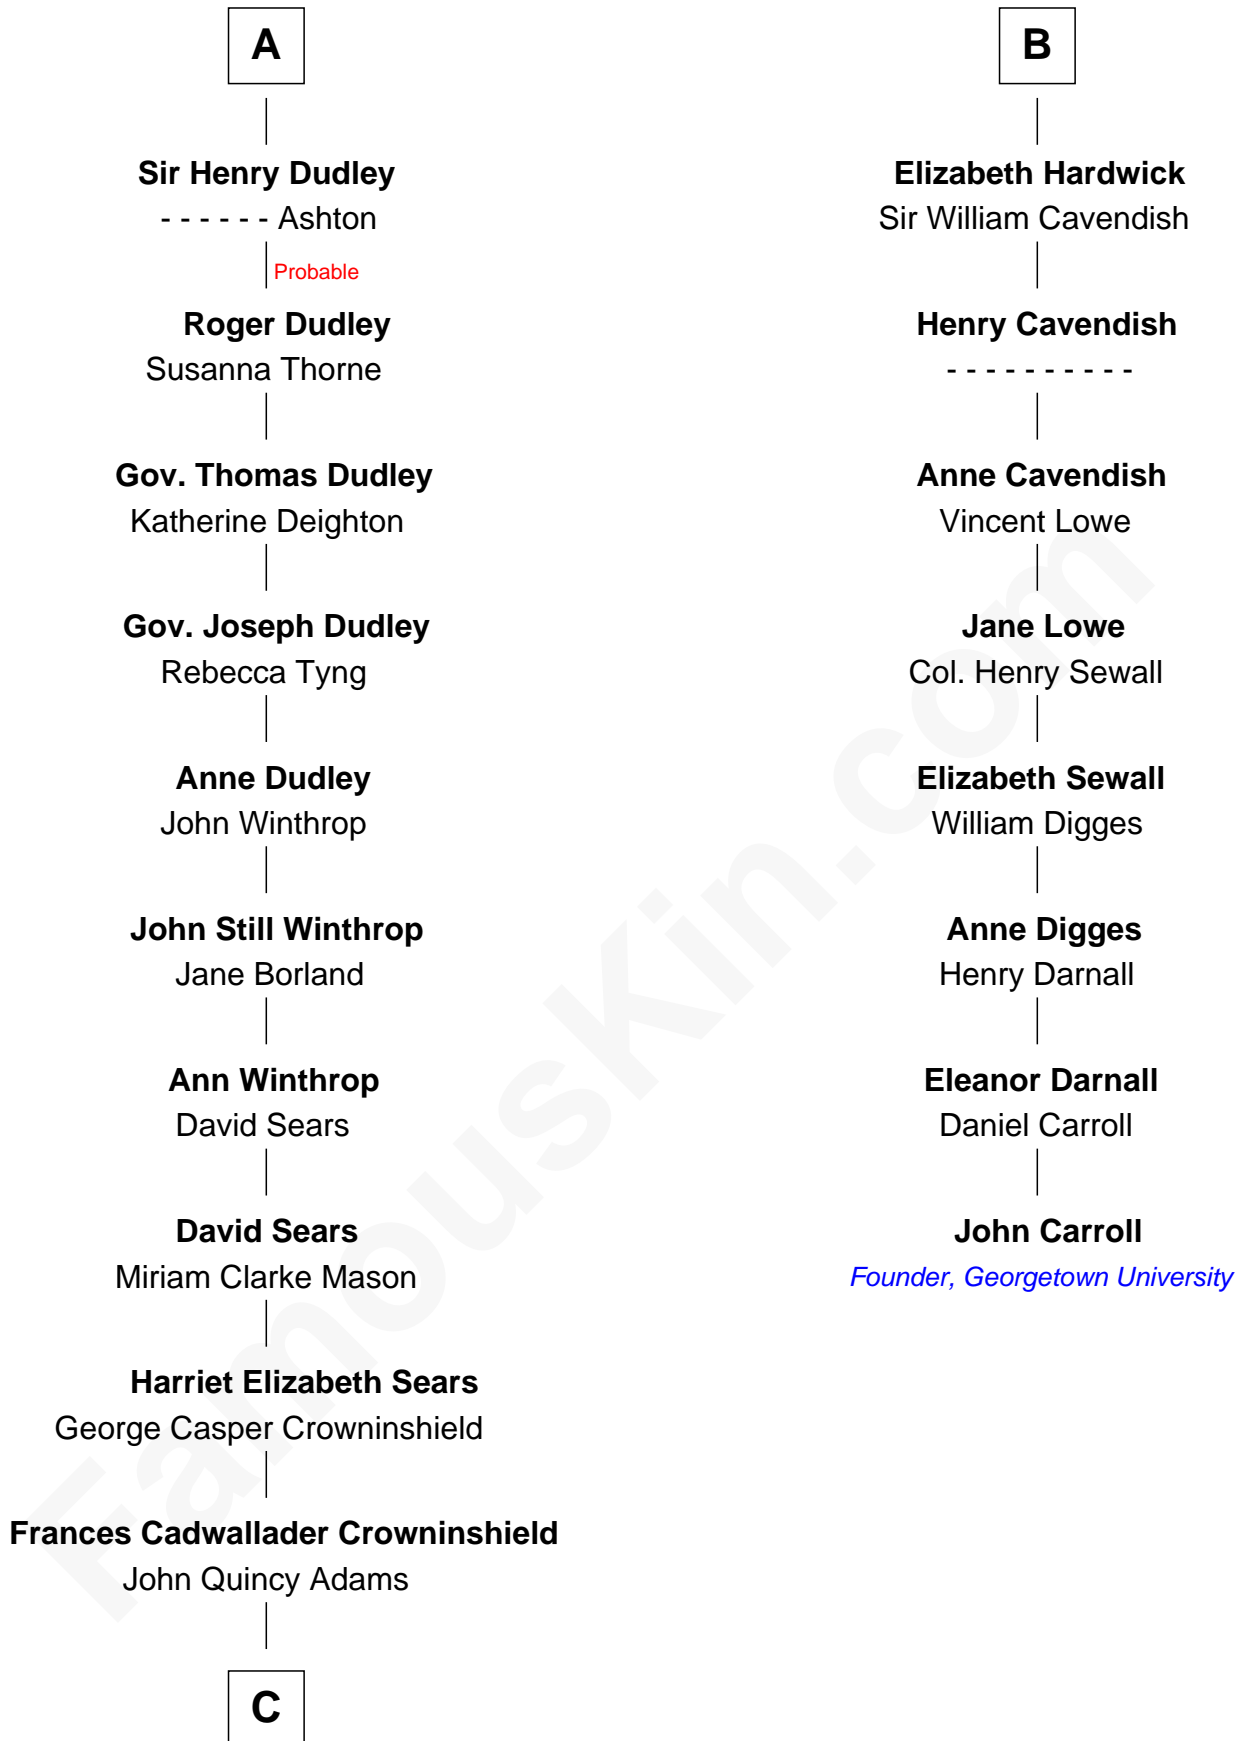 A
Sir Henry Dudley
- - - - - - Ashton
Probable
Roger Dudley
Susanna Thorne
Gov. Thomas Dudley
Katherine Deighton
Gov. Joseph Dudley
Rebecca Tyng
Anne Dudley
John Winthrop
John Still Winthrop
Jane Borland
Ann Winthrop
David Sears
David Sears
Miriam Clarke Mason
Harriet Elizabeth Sears
George Casper Crowninshield
Frances Cadwallader Crowninshield
John Quincy Adams
C
B
Elizabeth Hardwick
Sir William Cavendish
Henry Cavendish
- - - - - - - - - -
Anne Cavendish
Vincent Lowe
Jane Lowe
Col. Henry Sewall
Elizabeth Sewall
William Digges
Anne Digges
Henry Darnall
Eleanor Darnall
Daniel Carroll
John Carroll
Founder, Georgetown University
FamousKin.com